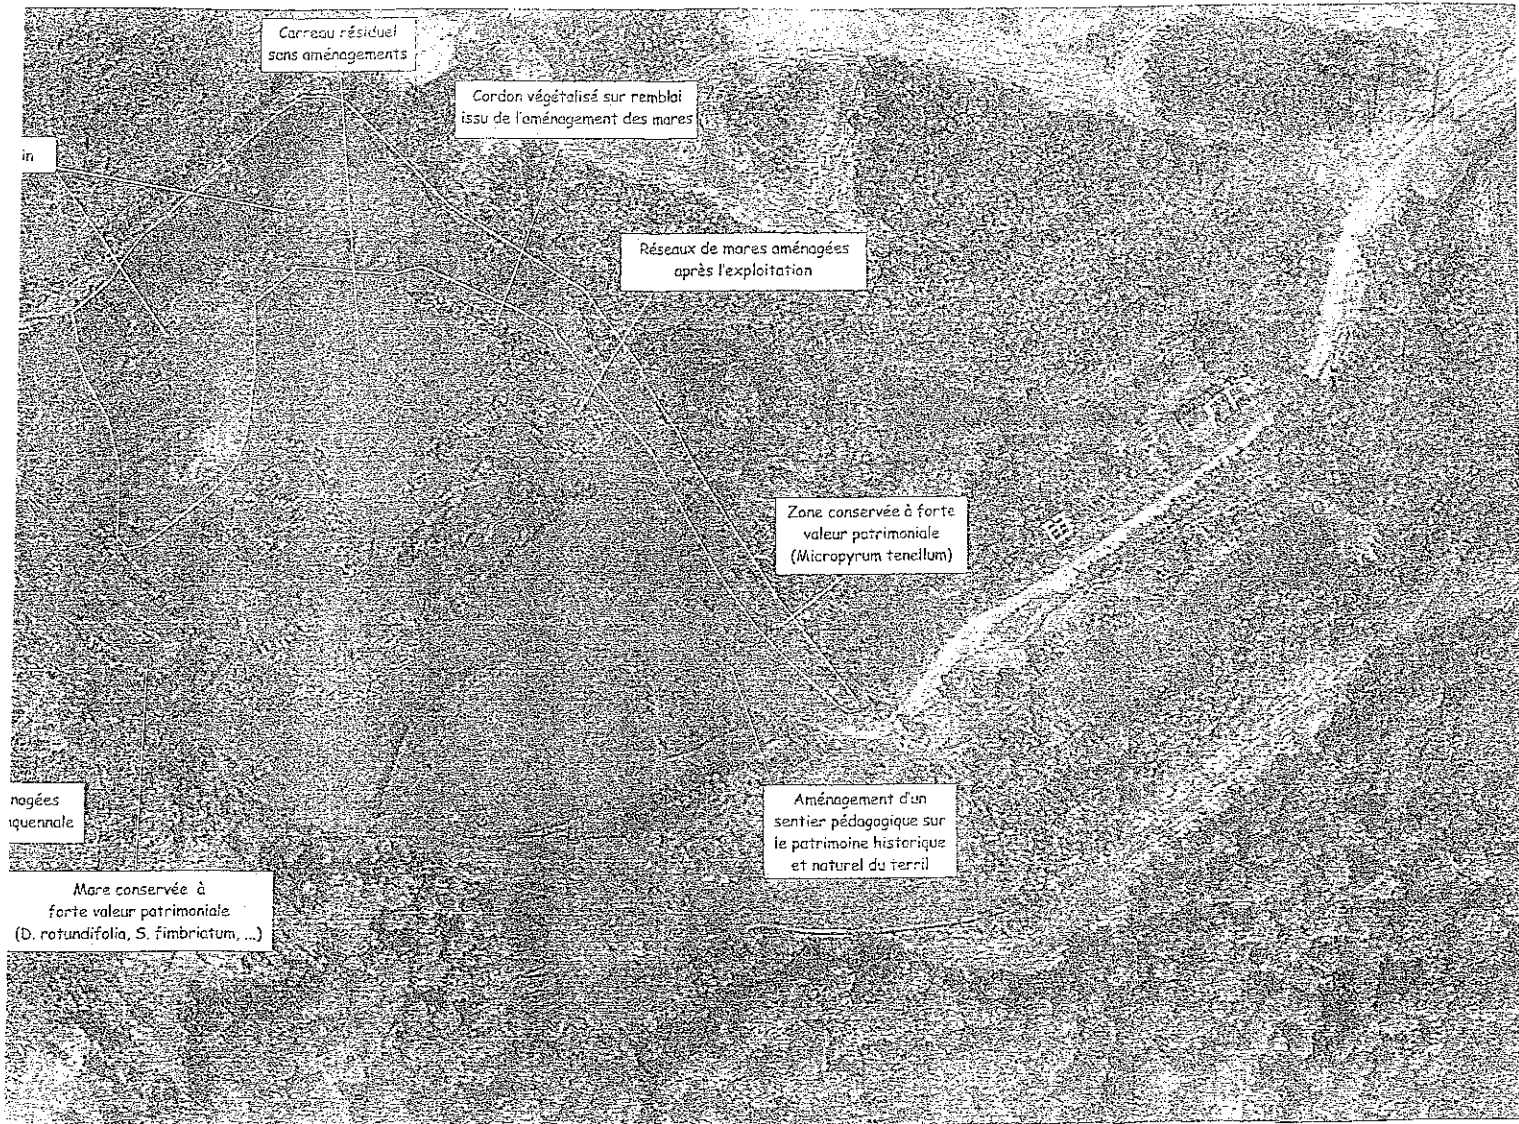 Carreau résiduel
sans aménagements
Cordon végétalisé sur remblai
issu de l'aménagement des mares
in
Réseaux de mares aménagées
après l'exploitation
Zone conservée à forte
valeur patrimoniale
(Micropyrum tenellum)
nagées
quennale
Aménagement d'un
sentier pédagogique sur
le patrimoine historique
et naturel du terril
Mare conservée à
forte valeur patrimoniale
(D. rotundifolia, S. fimbriatum, ...)